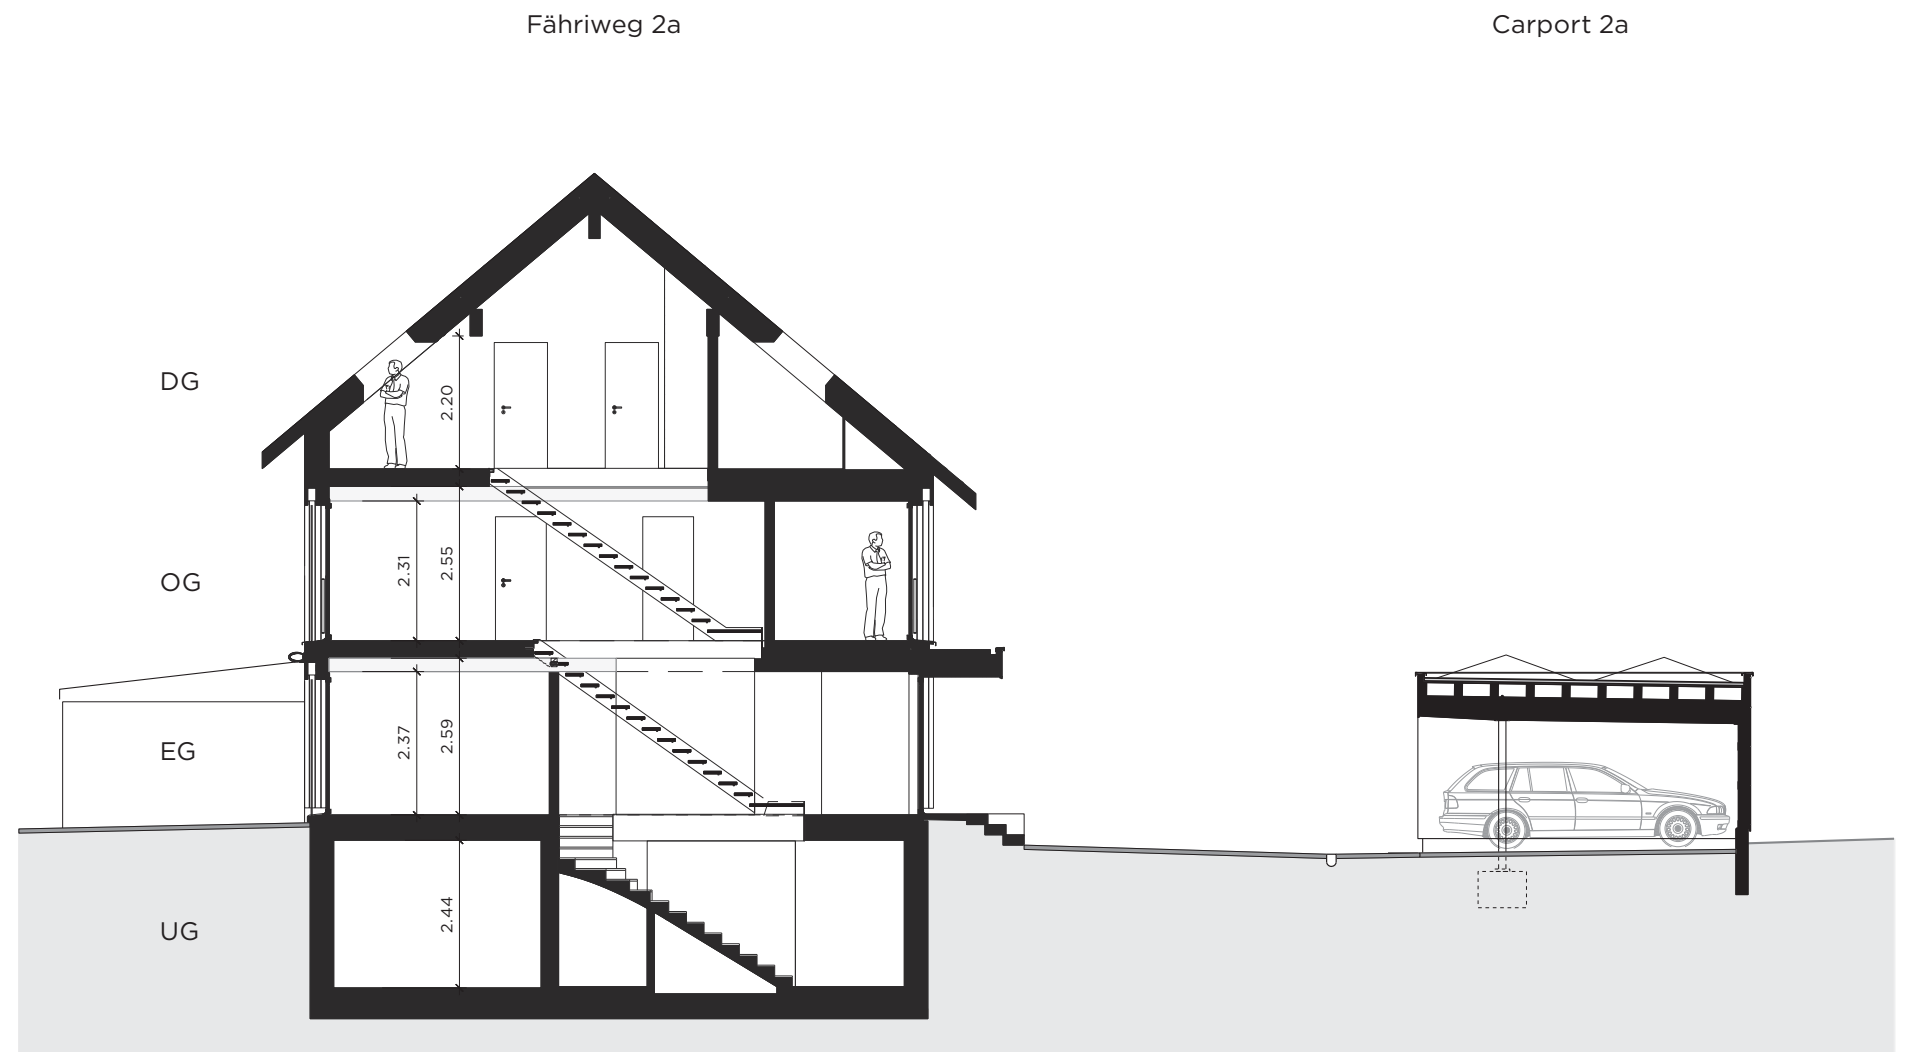 Fähriweg 2a
Carport 2a
DG
2.20
OG
2.31
2.55
EG
2.37
2.59
UG
2.44